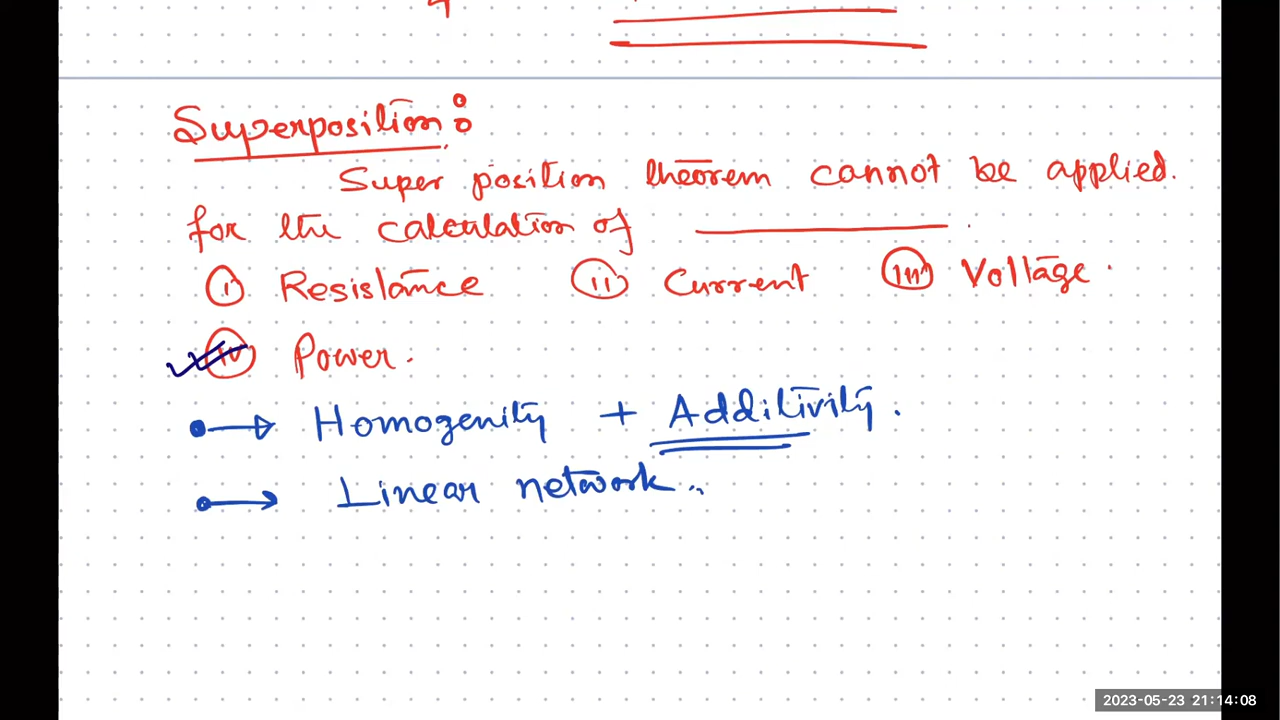 Superposition:
Super position theorem cannot be applied.
for the calculation of ________ .
(i) Resistance (ii) Current (iii) Voltage.
(iv) Power.
→ Homogenity + Additivity.
→ Linear network..
2023-05-23 21:14:08